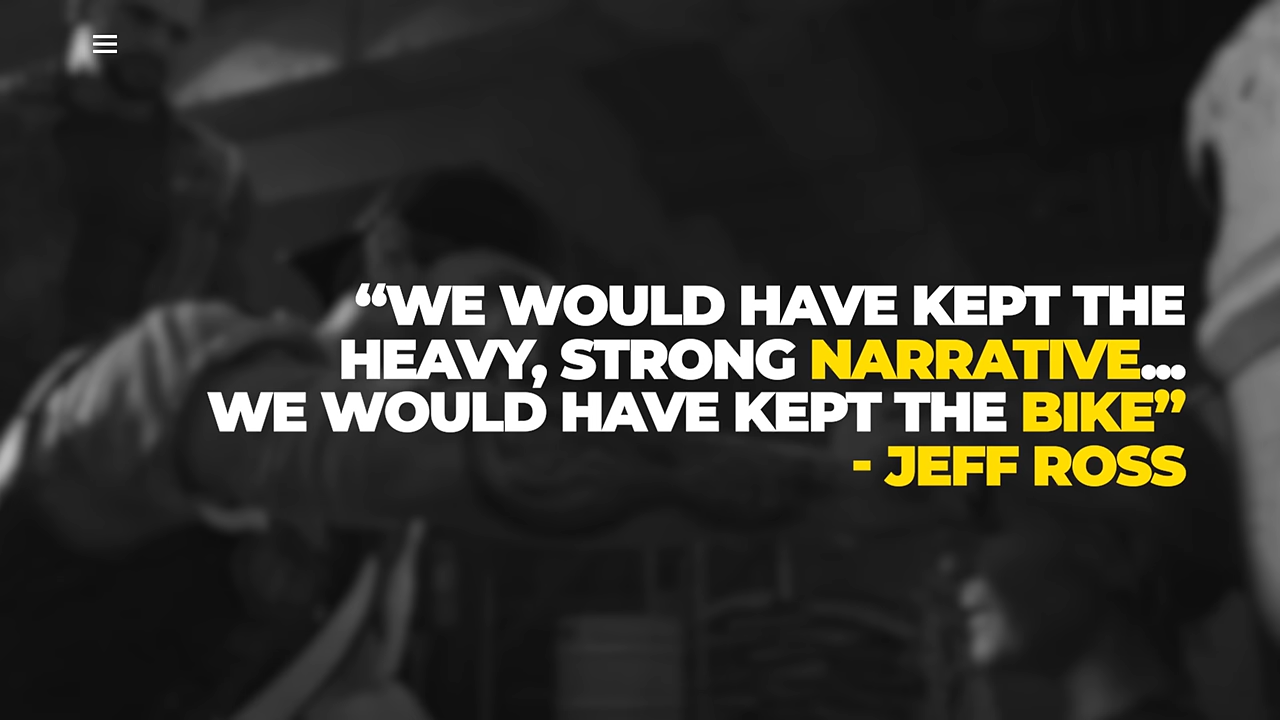 “WE WOULD HAVE KEPT THE
HEAVY, STRONG NARRATIVE...
WE WOULD HAVE KEPT THE BIKE”
- JEFF ROSS